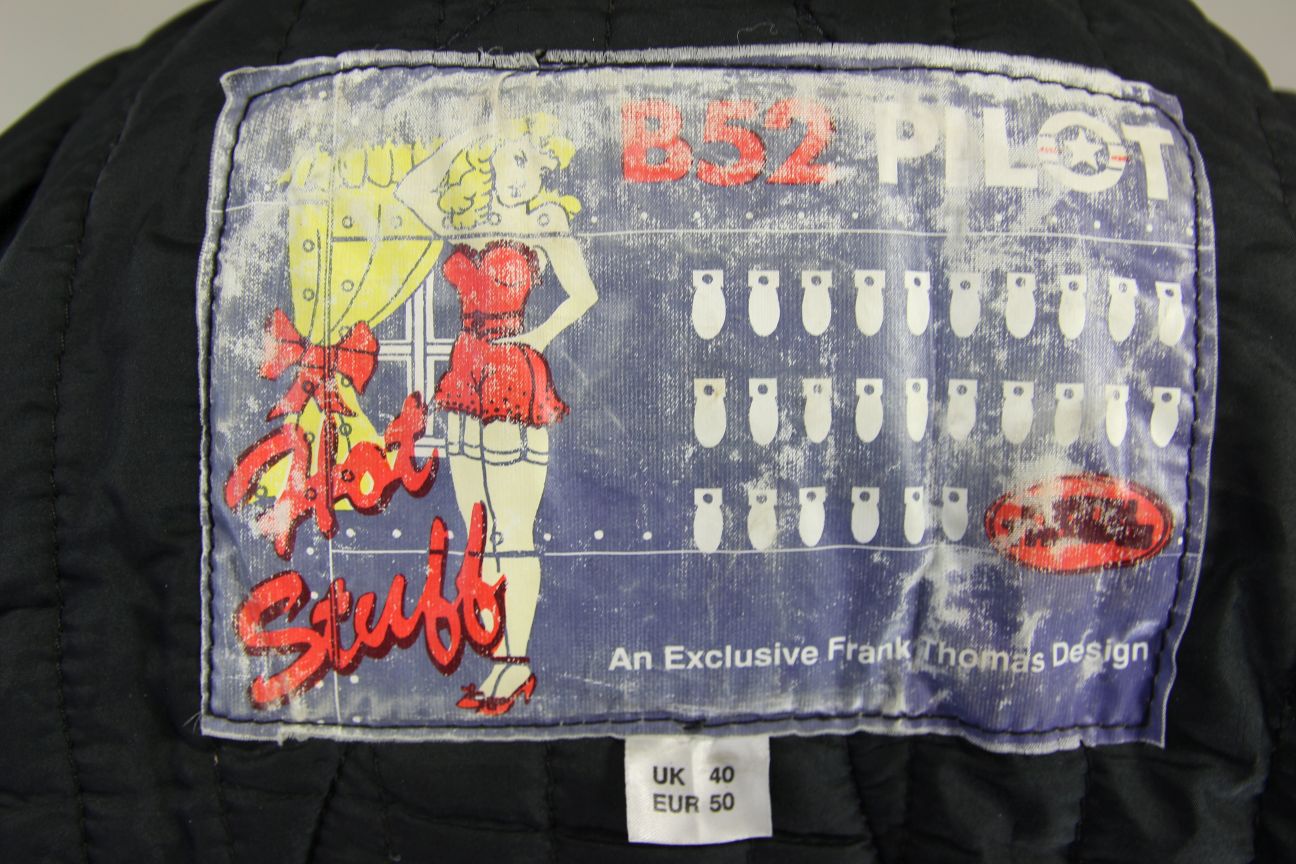 B52 PILOT
Hot
Stuff
An Exclusive Frank Thomas Design
UK 40
EUR 50